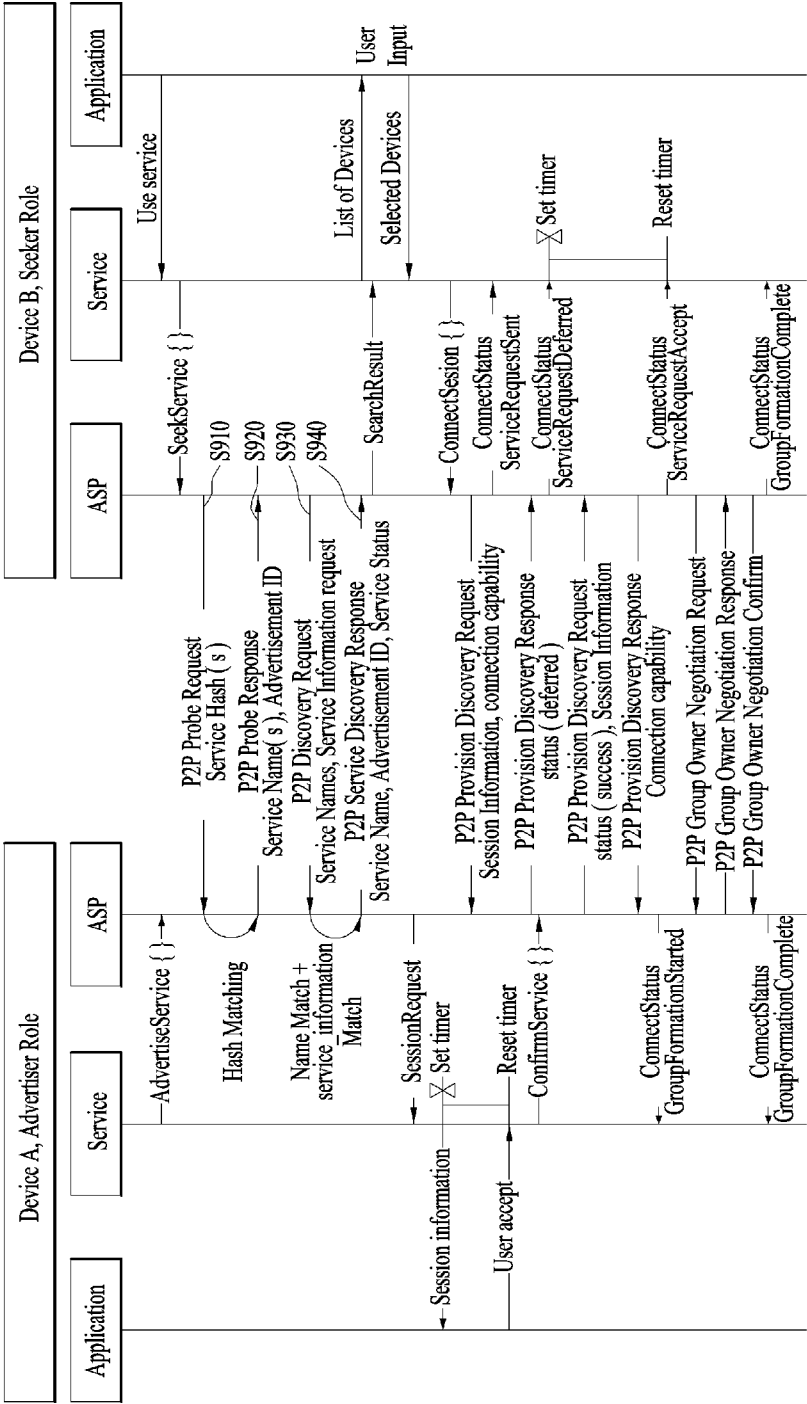 Device A, Advertiser Role
Device B, Seeker Role
Application
Service
ASP
ASP
Service
Application
AdvertiseService { }
Use service
SeekService { }
P2P Probe Request
Service Hash ( s )
S910
Hash Matching
P2P Probe Response
Service Name( s ), Advertisement ID
S920
P2P Discovery Request
Service Names, Service Information request
S930
Name Match +
service_information
_Match
P2P Service Discovery Response
Service Name, Advertisement ID, Service Status
S940
SearchResult
List of Devices
User
Input
Selected Devices
SessionRequest
Session information
Set timer
ConnectSesion { }
P2P Provision Discovery Request
Session Information, connection capability
ConnectStatus
ServiceRequestSent
User accept
Reset timer
ConfirmService { }
P2P Provision Discovery Response
status ( deferred )
ConnectStatus
ServiceRequestDeferred
Set timer
P2P Provision Discovery Request
status ( success ), Session Information
P2P Provision Discovery Response
Connection capability
ConnectStatus
GroupFormationStarted
ConnectStatus
ServiceRequestAccept
Reset timer
P2P Group Owner Negotiation Request
P2P Group Owner Negotiation Response
P2P Group Owner Negotiation Confirm
ConnectStatus
GroupFormationComplete
ConnectStatus
GroupFormationComplete